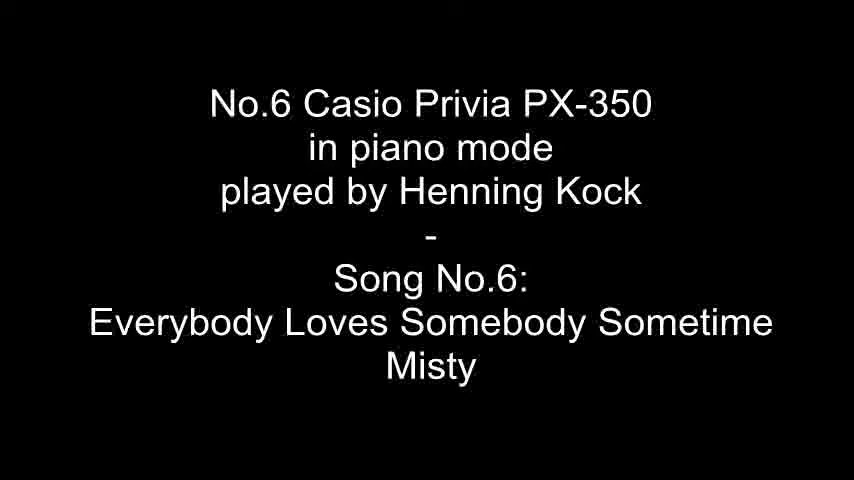 No.6 Casio Privia PX-350
in piano mode
played by Henning Kock
-
Song No.6:
Everybody Loves Somebody Sometime
Misty